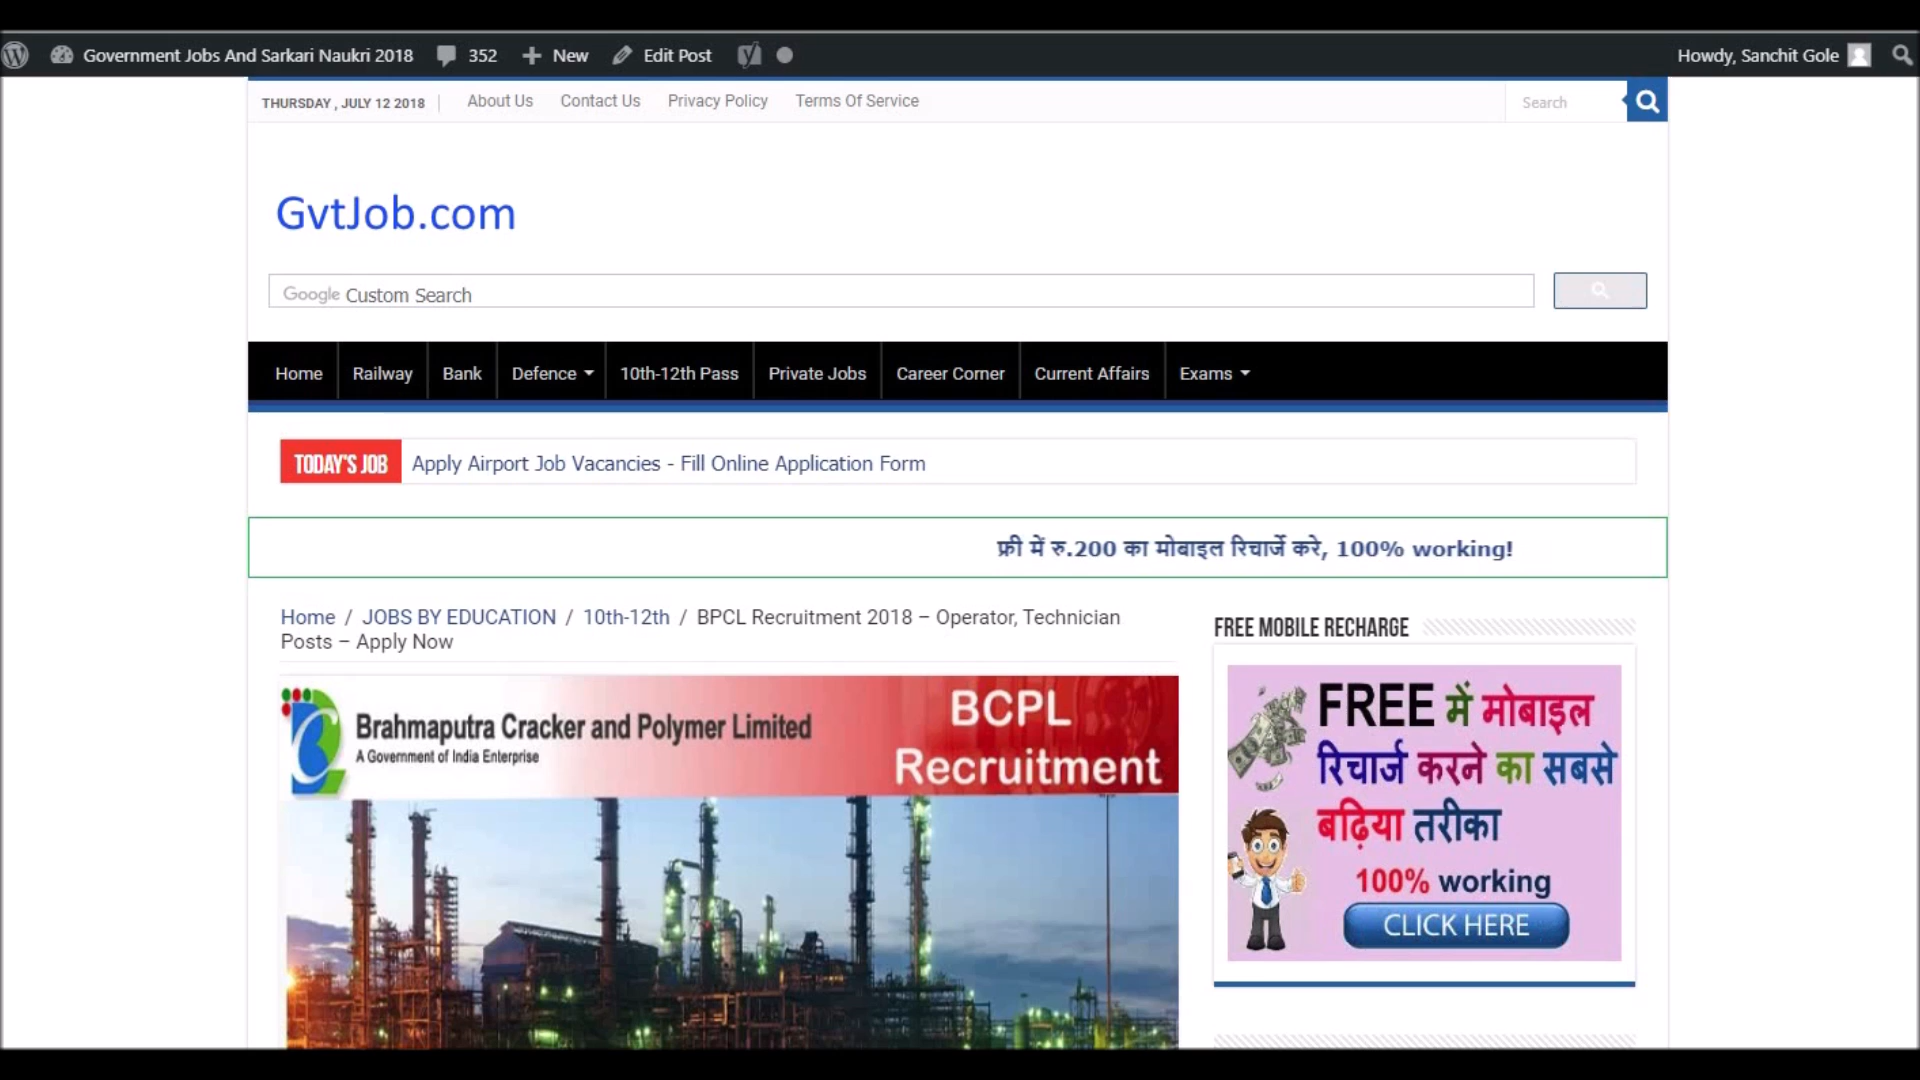 Government Jobs And Sarkari Naukri 2018 352 New Edit Post Howdy, Sanchit Gole
THURSDAY , JULY 12 2018 About Us Contact Us Privacy Policy Terms Of Service Search
GvtJob.com
Google Custom Search
Home Railway Bank Defence 10th-12th Pass Private Jobs Career Corner Current Affairs Exams
TODAY'S JOB Apply Airport Job Vacancies - Fill Online Application Form
फ्री में रु.200 का मोबाइल रिचार्ज करे, 100% working!
Home / JOBS BY EDUCATION / 10th-12th / BPCL Recruitment 2018 – Operator, Technician
Posts – Apply Now
Brahmaputra Cracker and Polymer Limited
A Government of India Enterprise
BCPL
Recruitment
FREE MOBILE RECHARGE
FREE में मोबाइल
रिचार्ज करने का सबसे
बढ़िया तरीका
100% working
CLICK HERE